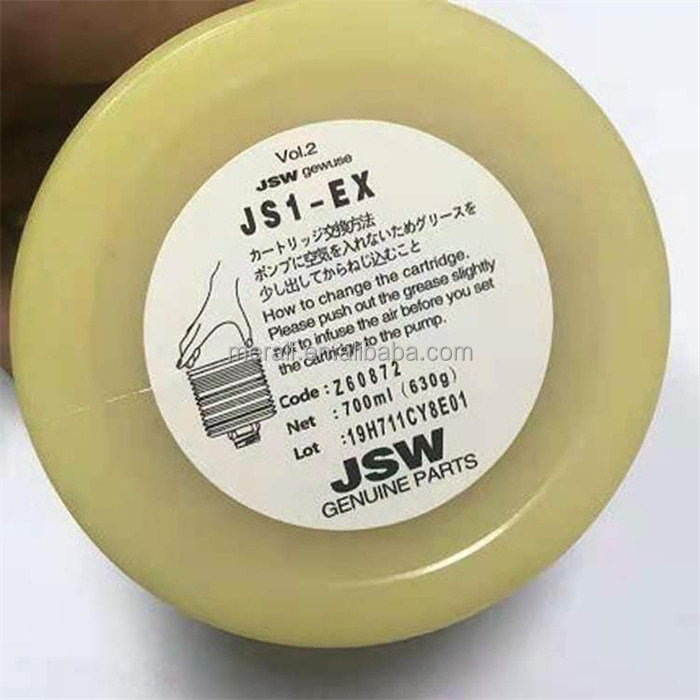 Vol.2
JSW gewuse
JS1-EX
カートリッジ交換方法
ポンプに空気を入れないためグリースを
少し出してからねじ込むこと
How to change the cartridge.
Please push out the grease slightly
not to infuse the air before you set
the cartridge to the pump.
merall.en.alibaba.com
Code : Z60872
Net : 700ml (630g)
Lot : 19H711CY8E01
JSW
GENUINE PARTS